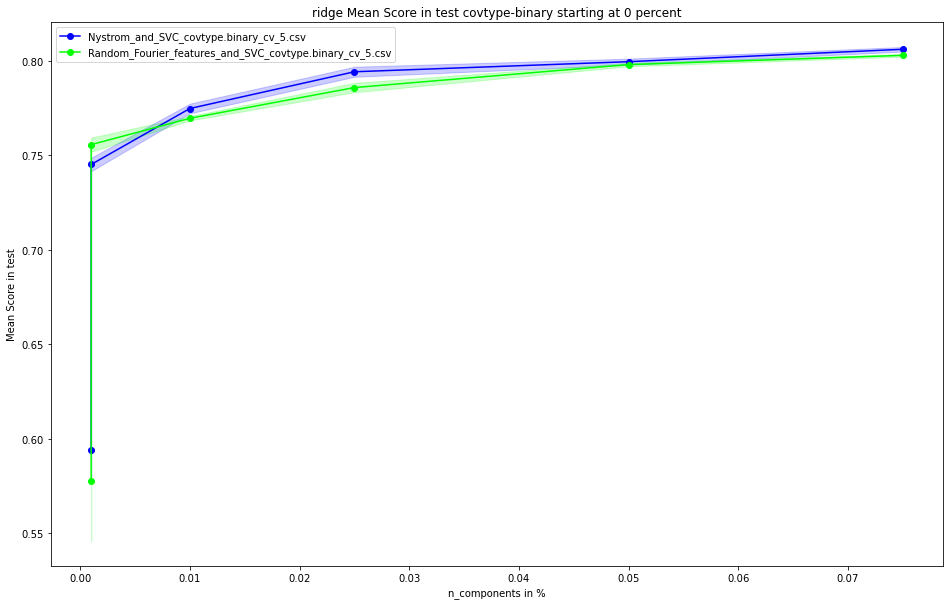 ridge Mean Score in test covtype-binary starting at 0 percent
Nystrom_and_SVC_covtype.binary_cv_5.csv
Random_Fourier_features_and_SVC_covtype.binary_cv_5.csv
Mean Score in test
0.80
0.75
0.70
0.65
0.60
0.55
0.00 0.01 0.02 0.03 0.04 0.05 0.06 0.07
n_components in %